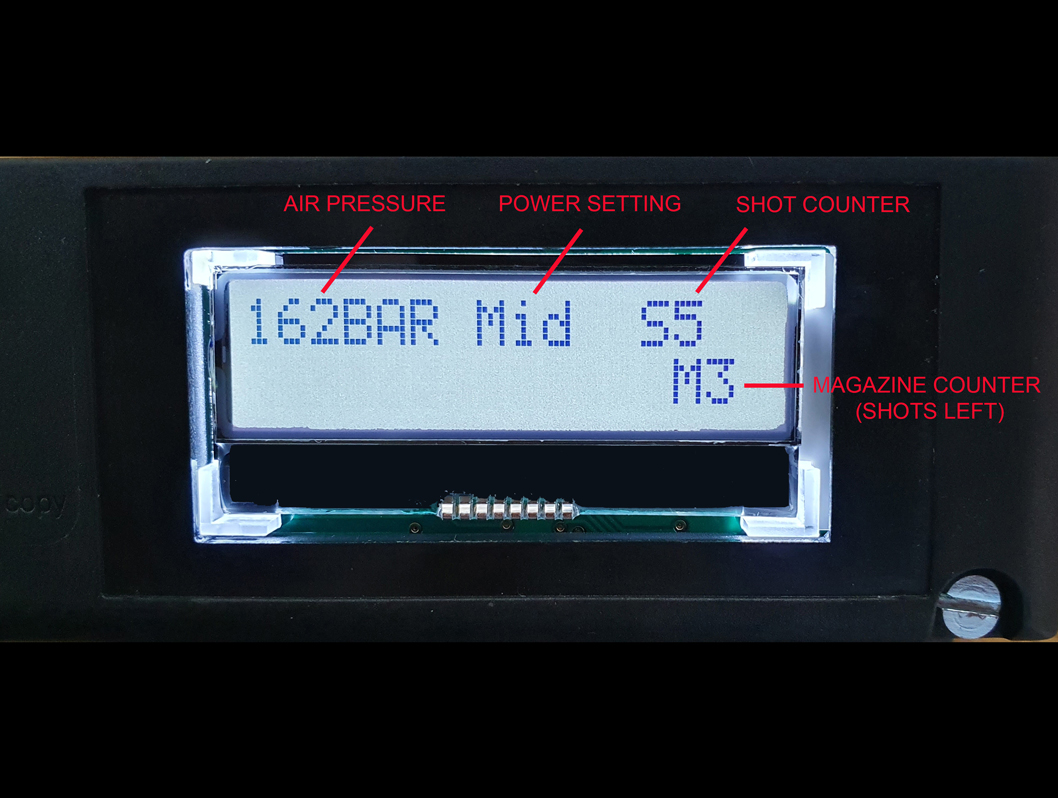 AIR PRESSURE POWER SETTING SHOT COUNTER
162BAR Mid S5
M3
MAGAZINE COUNTER
(SHOTS LEFT)
copy